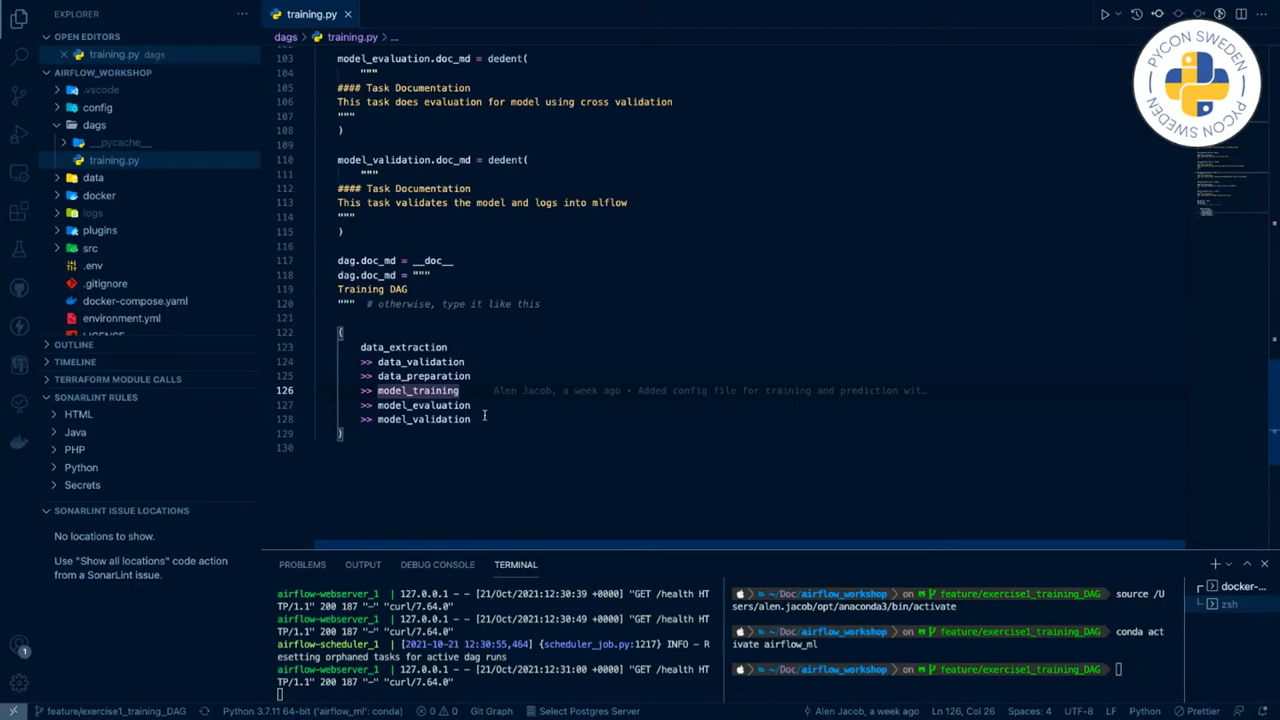 EXPLORER
OPEN EDITORS
training.py dags
AIRFLOW_WORKSHOP
.vscode
config
dags
__pycache__
training.py
data
docker
logs
plugins
src
.env
.gitignore
docker-compose.yaml
environment.yml
LICENSE
OUTLINE
TIMELINE
TERRAFORM MODULE CALLS
SONARLINT RULES
HTML
Java
PHP
Python
Secrets
SONARLINT ISSUE LOCATIONS
No locations to show.
Use "Show all locations" code action
from a SonarLint issue.
training.py
dags > training.py > ...
103 model_evaluation.doc_md = dedent(
104 """
105 #### Task Documentation
106 This task does evaluation for model using cross validation
107 """
108 )
109
110 model_validation.doc_md = dedent(
111 """
112 #### Task Documentation
113 This task validates the model and logs into mlflow
114 """
115 )
116
117 dag.doc_md = __doc__
118 dag.doc_md = """
119 Training DAG
120 """ # otherwise, type it like this
121
122 (
123 data_extraction
124 >> data_validation
125 >> data_preparation
126 >> model_training Alen Jacob, a week ago • Added config file for training and prediction wit…
127 >> model_evaluation
128 >> model_validation
129 )
130
PYCON SWEDEN
PYCON SWEDEN
PROBLEMS OUTPUT DEBUG CONSOLE TERMINAL
airflow-webserver_1 | 127.0.0.1 - - [21/Oct/2021:12:30:39 +0000] "GET /health HT
TP/1.1" 200 187 "-" "curl/7.64.0"
airflow-webserver_1 | 127.0.0.1 - - [21/Oct/2021:12:30:49 +0000] "GET /health HT
TP/1.1" 200 187 "-" "curl/7.64.0"
airflow-scheduler_1 | [2021-10-21 12:30:55,464] {scheduler_job.py:1217} INFO - R
esetting orphaned tasks for active dag runs
airflow-webserver_1 | 127.0.0.1 - - [21/Oct/2021:12:31:00 +0000] "GET /health HT
TP/1.1" 200 187 "-" "curl/7.64.0"
~/Doc/airflow_workshop on feature/exercise1_training_DAG source /U
sers/alen.jacob/opt/anaconda3/bin/activate
~/Doc/airflow_workshop on feature/exercise1_training_DAG conda act
ivate airflow_ml
~/Doc/airflow_workshop on feature/exercise1_training_DAG
docker-...
zsh
1
feature/exercise1_training_DAG Python 3.7.11 64-bit ('airflow_ml': conda) 0 0 Git Graph Select Postgres Server Alen Jacob, a week ago Ln 126, Col 26 Spaces: 4 UTF-8 LF Python Prettier